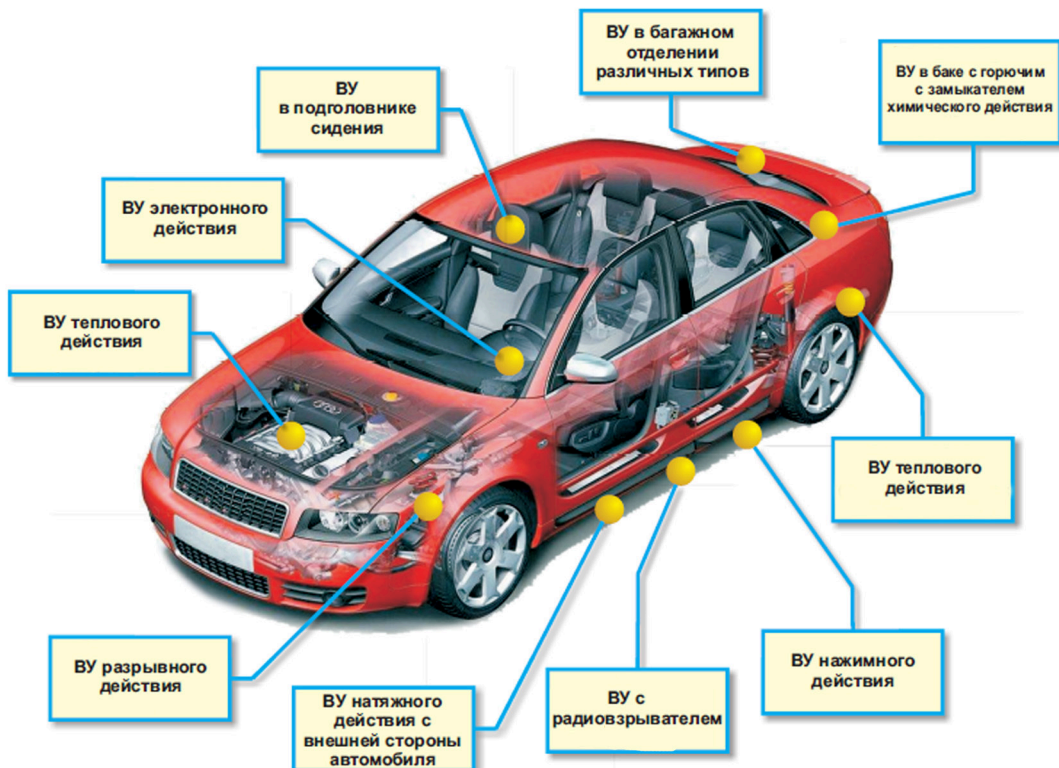 ВУ в багажном
отделении
различных типов
ВУ в баке с горючим
с замыкателем
химического действия
ВУ
в подголовнике
сидения
ВУ электронного
действия
ВУ теплового
действия
ВУ теплового
действия
ВУ разрывного
действия
ВУ натяжного
действия с
внешней стороны
автомобиля
ВУ с
радиовзрывателем
ВУ нажимного
действия